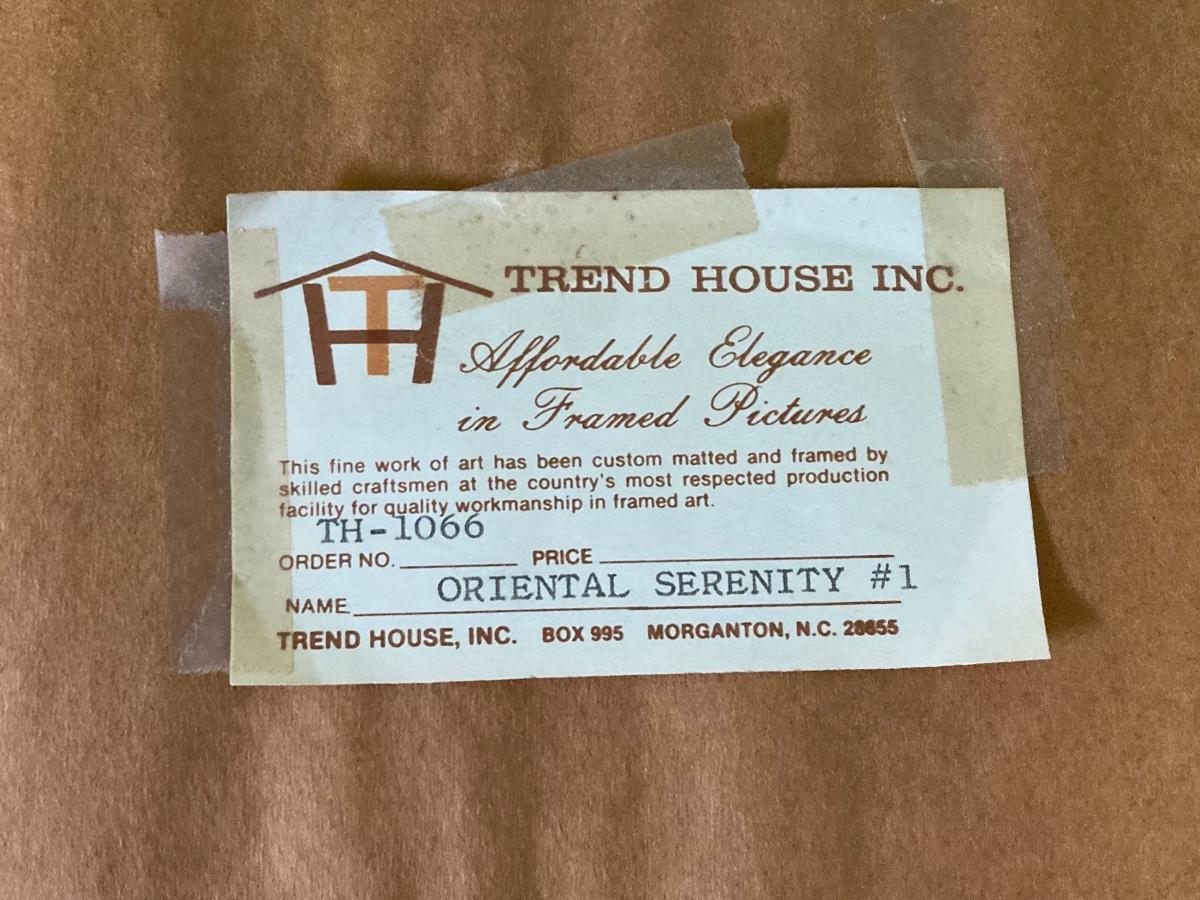 TH
TREND HOUSE INC.
Affordable Elegance
in Framed Pictures
This fine work of art has been custom matted and framed by
skilled craftsmen at the country's most respected production
facility for quality workmanship in framed art.
TH-1066
ORDER NO. PRICE
ORIENTAL SERENITY #1
NAME
TREND HOUSE, INC. BOX 995 MORGANTON, N.C. 28655